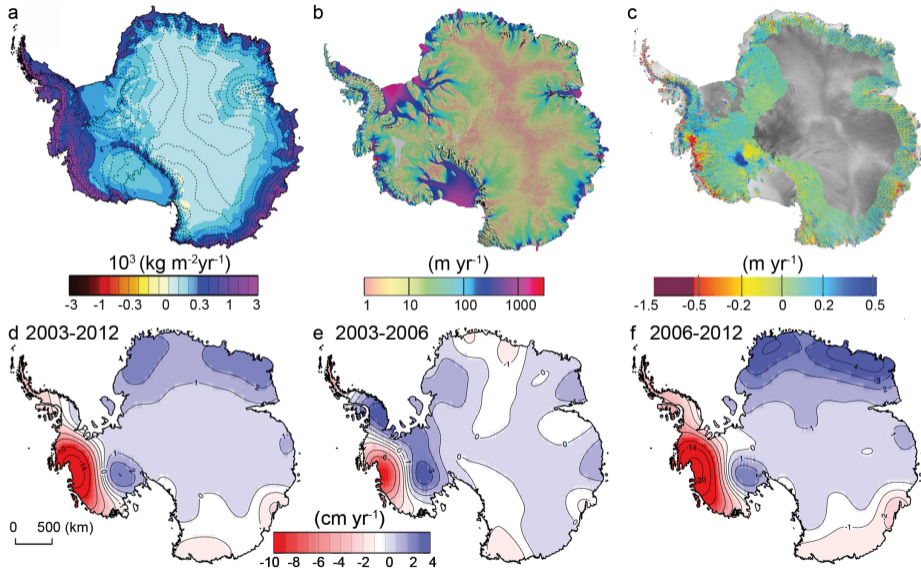 a
b
c
10³ (kg m⁻²yr⁻¹)
-3 -1 -0.3 0 0.3 1 3
(m yr⁻¹)
1 10 100 1000
(m yr⁻¹)
-1.5 -0.5 -0.2 0 0.2 0.5
d 2003-2012
e 2003-2006
f 2006-2012
0 500 (km)
(cm yr⁻¹)
-10 -8 -6 -4 -2 0 2 4